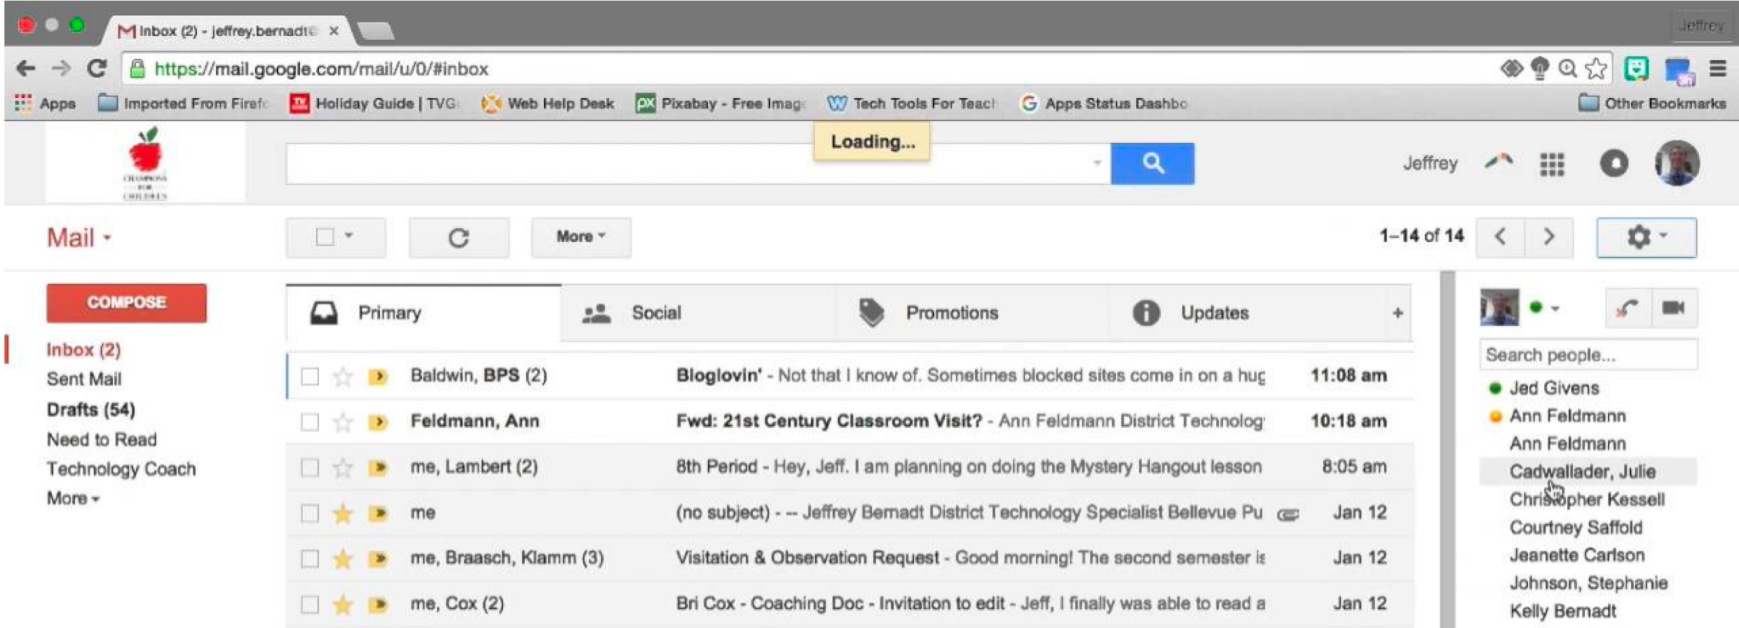 Inbox (2) - jeffrey.bernadt@ ×
Jeffrey
https://mail.google.com/mail/u/0/#inbox
Apps Imported From Firefo Holiday Guide | TVG Web Help Desk Pixabay - Free Image Tech Tools For Teach Apps Status Dashbo Other Bookmarks
Loading...
CHAMPIONS
FOR
CHILDREN
Jeffrey
Mail
More
1–14 of 14
COMPOSE
Inbox (2)
Sent Mail
Drafts (54)
Need to Read
Technology Coach
More
Primary Social Promotions Updates +
Baldwin, BPS (2) Bloglovin' - Not that I know of. Sometimes blocked sites come in on a hug 11:08 am
Feldmann, Ann Fwd: 21st Century Classroom Visit? - Ann Feldmann District Technolog 10:18 am
me, Lambert (2) 8th Period - Hey, Jeff. I am planning on doing the Mystery Hangout lesson 8:05 am
me (no subject) - -- Jeffrey Bernadt District Technology Specialist Bellevue Pu Jan 12
me, Braasch, Klamm (3) Visitation & Observation Request - Good morning! The second semester is Jan 12
me, Cox (2) Bri Cox - Coaching Doc - Invitation to edit - Jeff, I finally was able to read a Jan 12
Search people...
Jed Givens
Ann Feldmann
Ann Feldmann
Cadwallader, Julie
Christopher Kessell
Courtney Saffold
Jeanette Carlson
Johnson, Stephanie
Kelly Bernadt